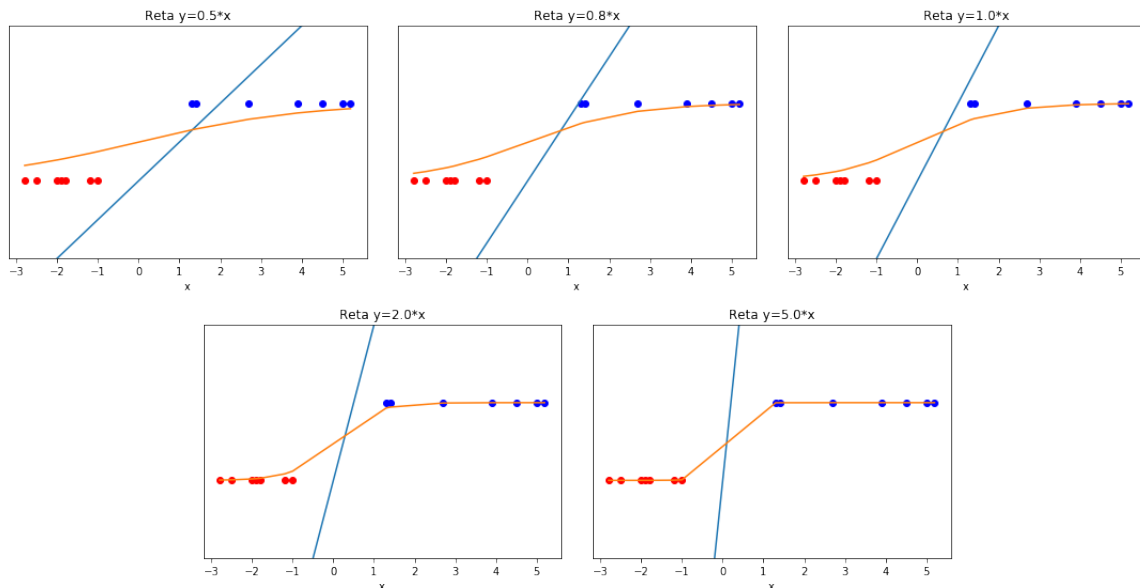 Reta y=0.5*x
−3 −2 −1 0 1 2 3 4 5
x
Reta y=0.8*x
−3 −2 −1 0 1 2 3 4 5
x
Reta y=1.0*x
−3 −2 −1 0 1 2 3 4 5
x
Reta y=2.0*x
−3 −2 −1 0 1 2 3 4 5
x
Reta y=5.0*x
−3 −2 −1 0 1 2 3 4 5
x